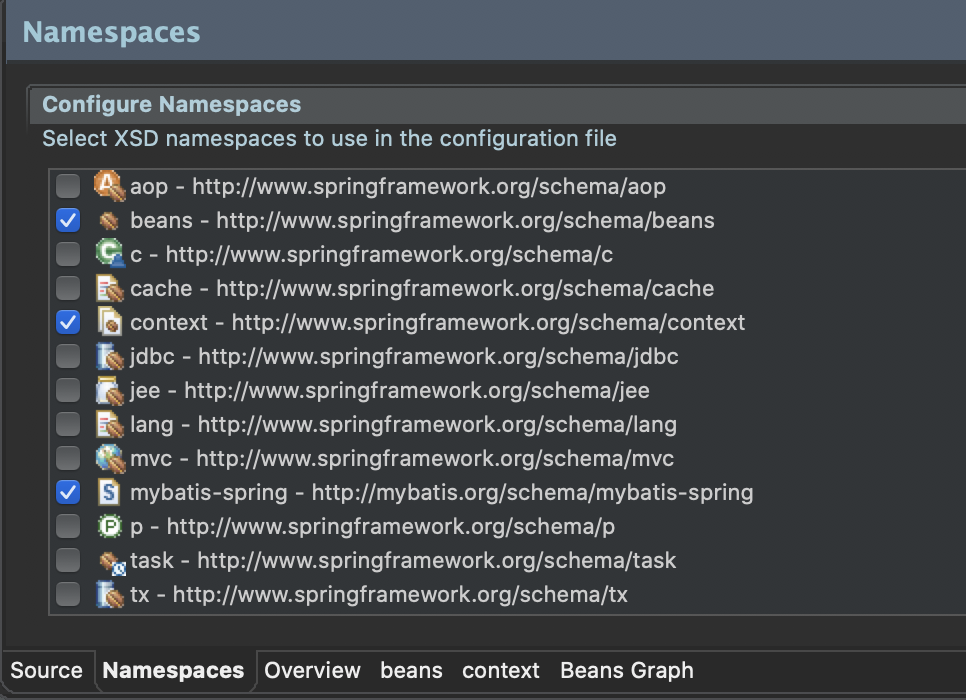 Namespaces
Configure Namespaces
Select XSD namespaces to use in the configuration file
aop - http://www.springframework.org/schema/aop
beans - http://www.springframework.org/schema/beans
c - http://www.springframework.org/schema/c
cache - http://www.springframework.org/schema/cache
context - http://www.springframework.org/schema/context
jdbc - http://www.springframework.org/schema/jdbc
jee - http://www.springframework.org/schema/jee
lang - http://www.springframework.org/schema/lang
mvc - http://www.springframework.org/schema/mvc
mybatis-spring - http://mybatis.org/schema/mybatis-spring
p - http://www.springframework.org/schema/p
task - http://www.springframework.org/schema/task
tx - http://www.springframework.org/schema/tx
Source Namespaces Overview beans context Beans Graph